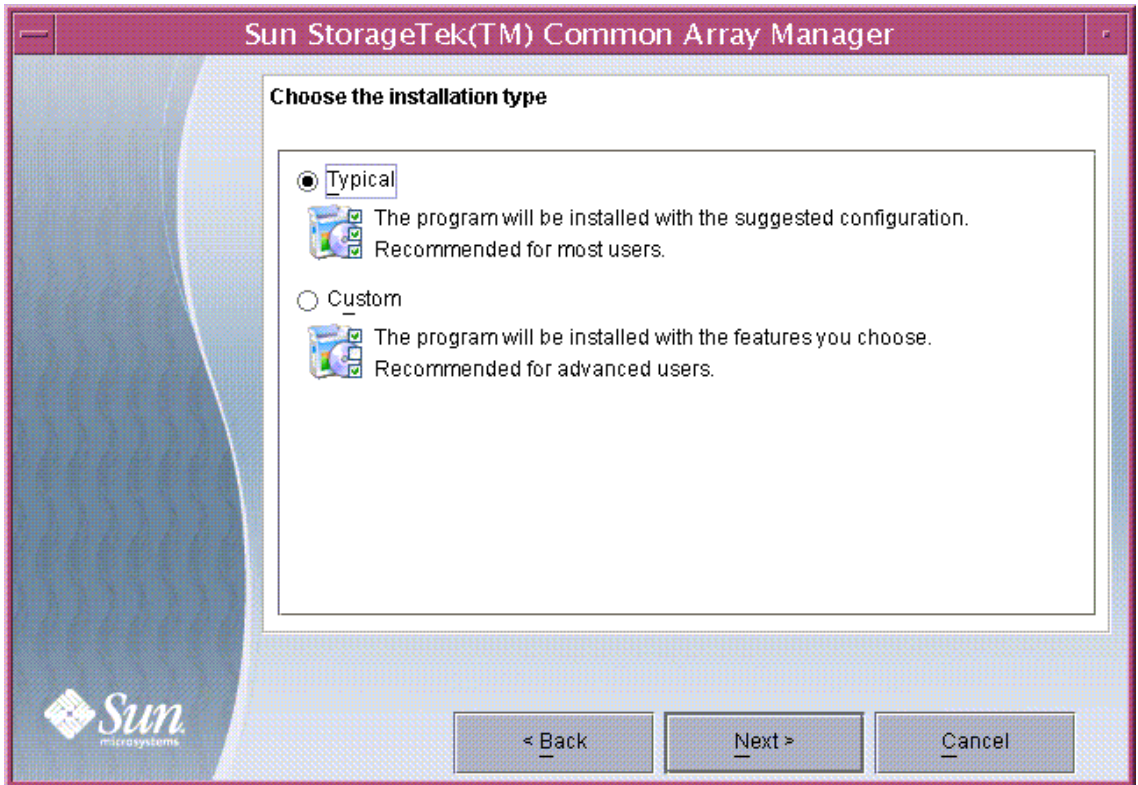 Sun StorageTek(TM) Common Array Manager
Choose the installation type
Typical
The program will be installed with the suggested configuration.
Recommended for most users.
Custom
The program will be installed with the features you choose.
Recommended for advanced users.
Sun
microsystems
< Back
Next >
Cancel